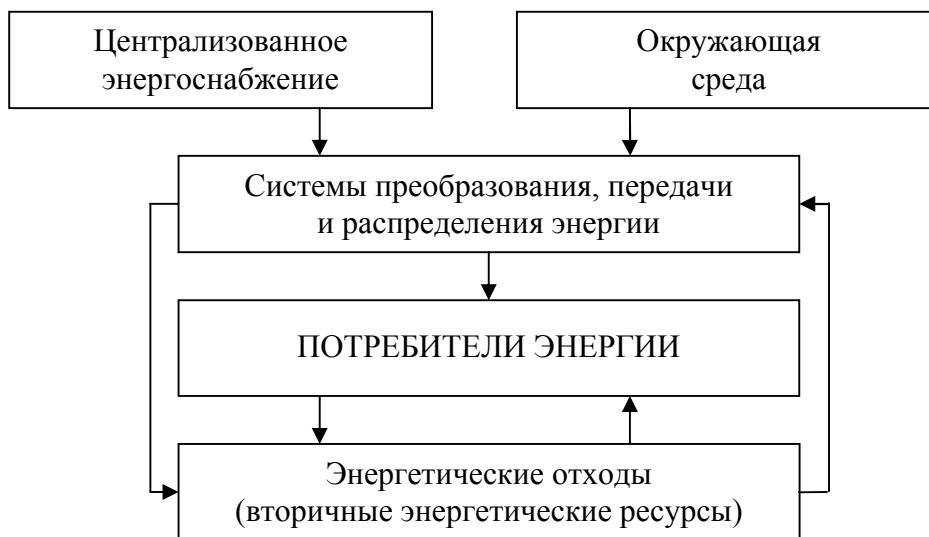 Централизованное
энергоснабжение
Окружающая
среда
Системы преобразования, передачи
и распределения энергии
ПОТРЕБИТЕЛИ ЭНЕРГИИ
Энергетические отходы
(вторичные энергетические ресурсы)